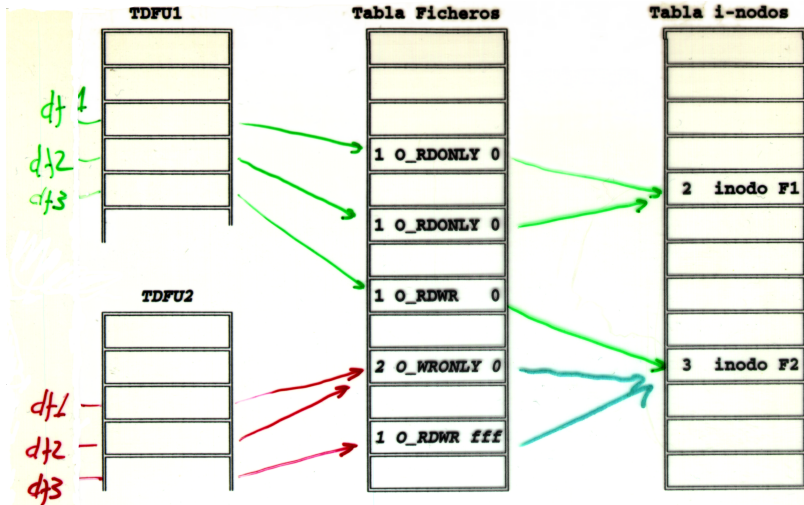 TDFU1
Tabla Ficheros
Tabla i-nodos
df1
df2
df3
1 O_RDONLY 0
1 O_RDONLY 0
1 O_RDWR 0
2 inodo F1
TDFU2
df1
df2
df3
2 O_WRONLY 0
1 O_RDWR fff
3 inodo F2